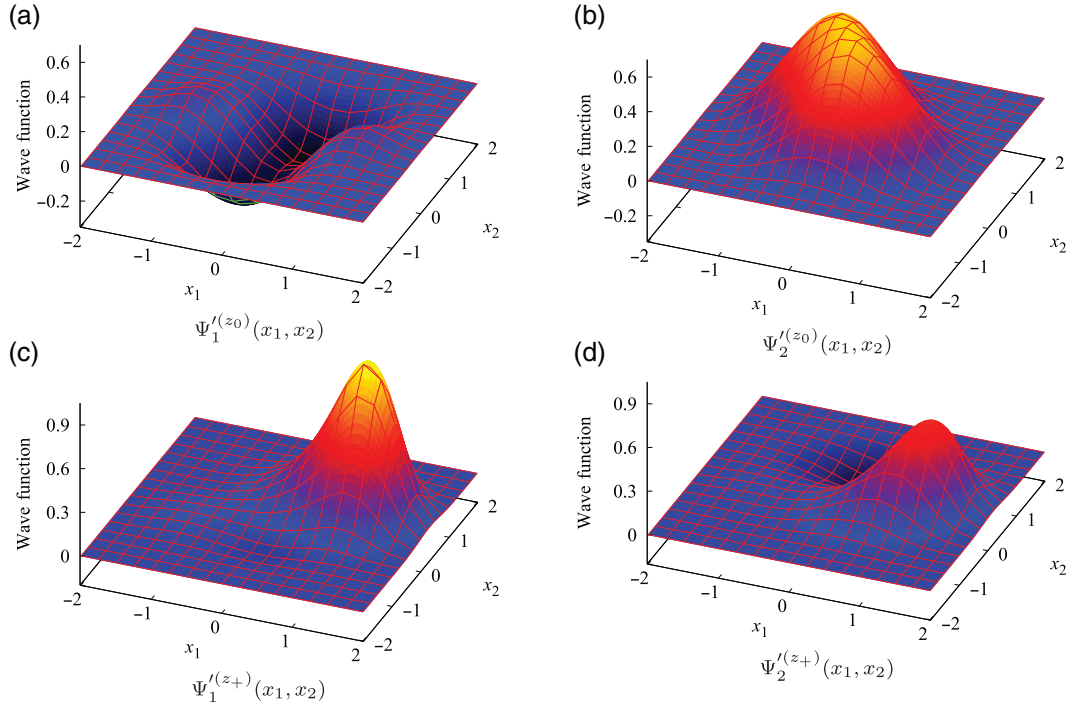 (a)
Wave function
0.6
0.4
0.2
0
−0.2
−2
−1
0
1
2
x₁
−2
−1
0
1
2
x₂
Ψ₁′⁽ᶻ⁰⁾(x₁, x₂)
(b)
Wave function
0.6
0.4
0.2
0
−0.2
−2
−1
0
1
2
x₁
−2
−1
0
1
2
x₂
Ψ₂′⁽ᶻ⁰⁾(x₁, x₂)
(c)
Wave function
0.9
0.6
0.3
0
−2
−1
0
1
2
x₁
−2
−1
0
1
2
x₂
Ψ₁′⁽ᶻ⁺⁾(x₁, x₂)
(d)
Wave function
0.9
0.6
0.3
0
−2
−1
0
1
2
x₁
−2
−1
0
1
2
x₂
Ψ₂′⁽ᶻ⁺⁾(x₁, x₂)